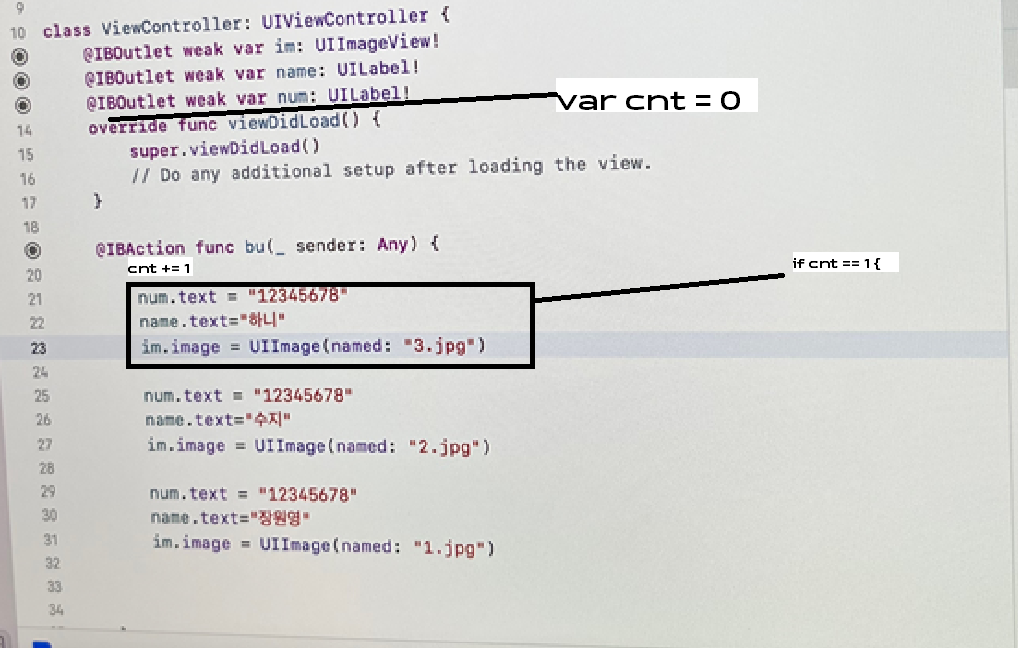 9
10 class ViewController: UIViewController {
@IBOutlet weak var im: UIImageView!
@IBOutlet weak var name: UILabel!
@IBOutlet weak var num: UILabel!
var cnt = 0
14 override func viewDidLoad() {
15 super.viewDidLoad()
16 // Do any additional setup after loading the view.
17 }
18
@IBAction func bu(_ sender: Any) {
20 cnt += 1
if cnt == 1 {
21 num.text = "12345678"
22 name.text="하니"
23 im.image = UIImage(named: "3.jpg")
24
25 num.text = "12345678"
26 name.text="수지"
27 im.image = UIImage(named: "2.jpg")
28
29 num.text = "12345678"
30 name.text="장원영"
31 im.image = UIImage(named: "1.jpg")
32
33
34